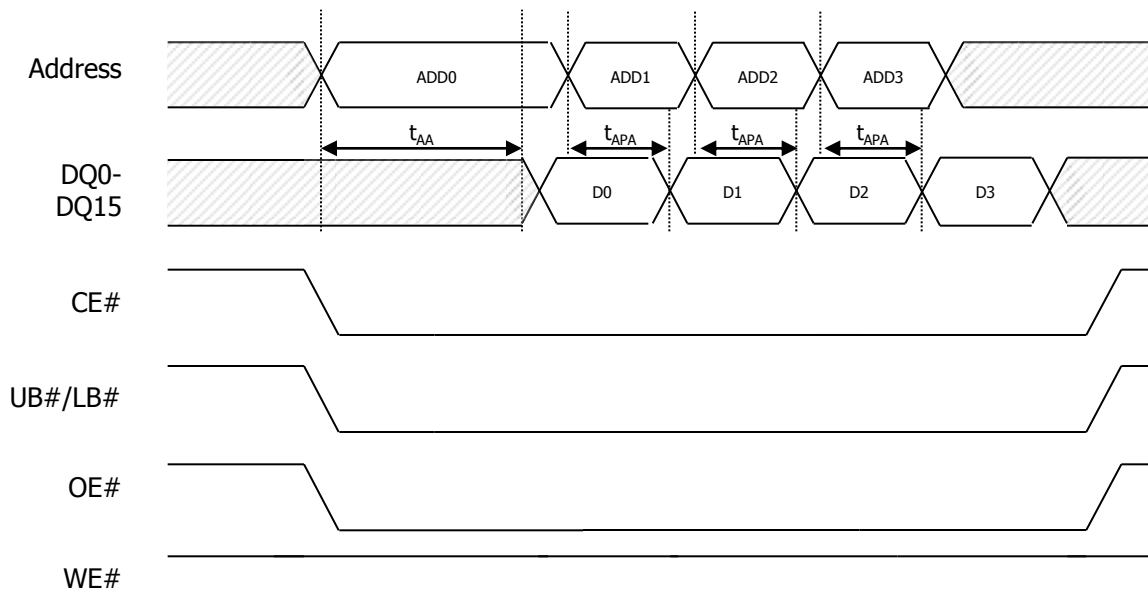 Address
ADD0 ADD1 ADD2 ADD3
tAA tAPA tAPA tAPA
DQ0-
DQ15
D0 D1 D2 D3
CE#
UB#/LB#
OE#
WE#